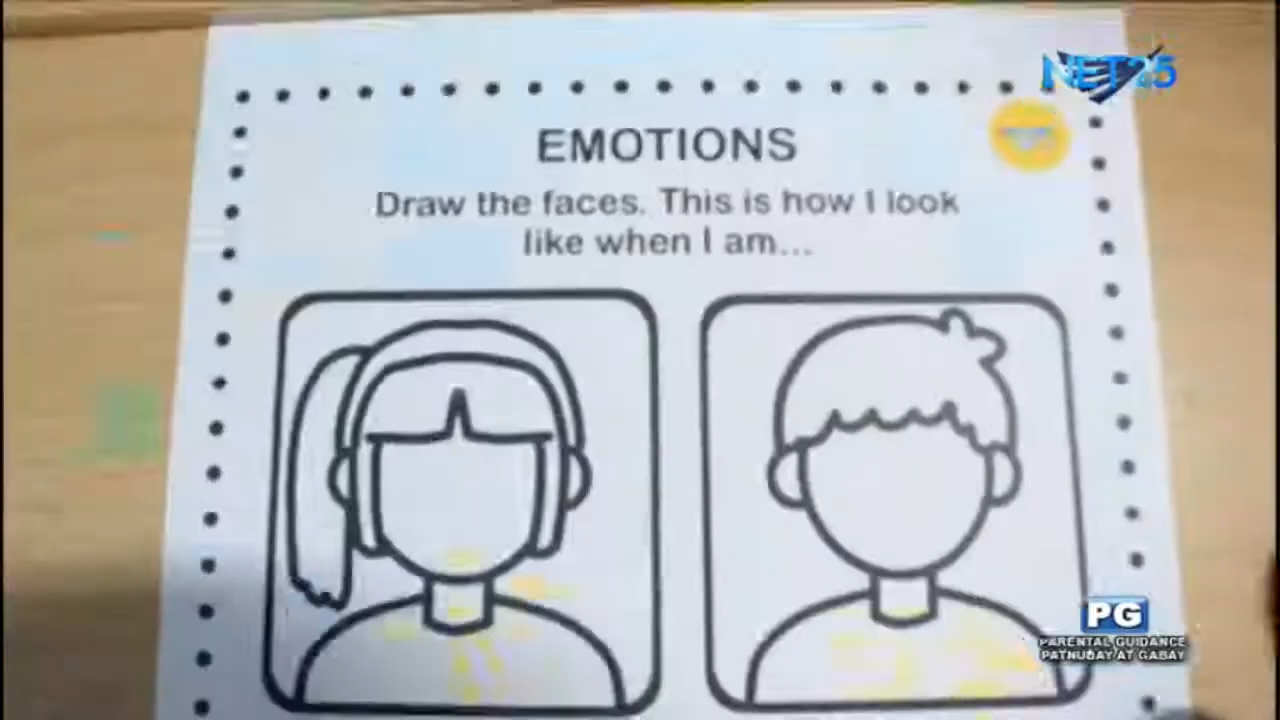 NET25
EMOTIONS
Draw the faces. This is how I look
like when I am...
PG
PARENTAL GUIDANCE
PATNUBAY AT GABAY